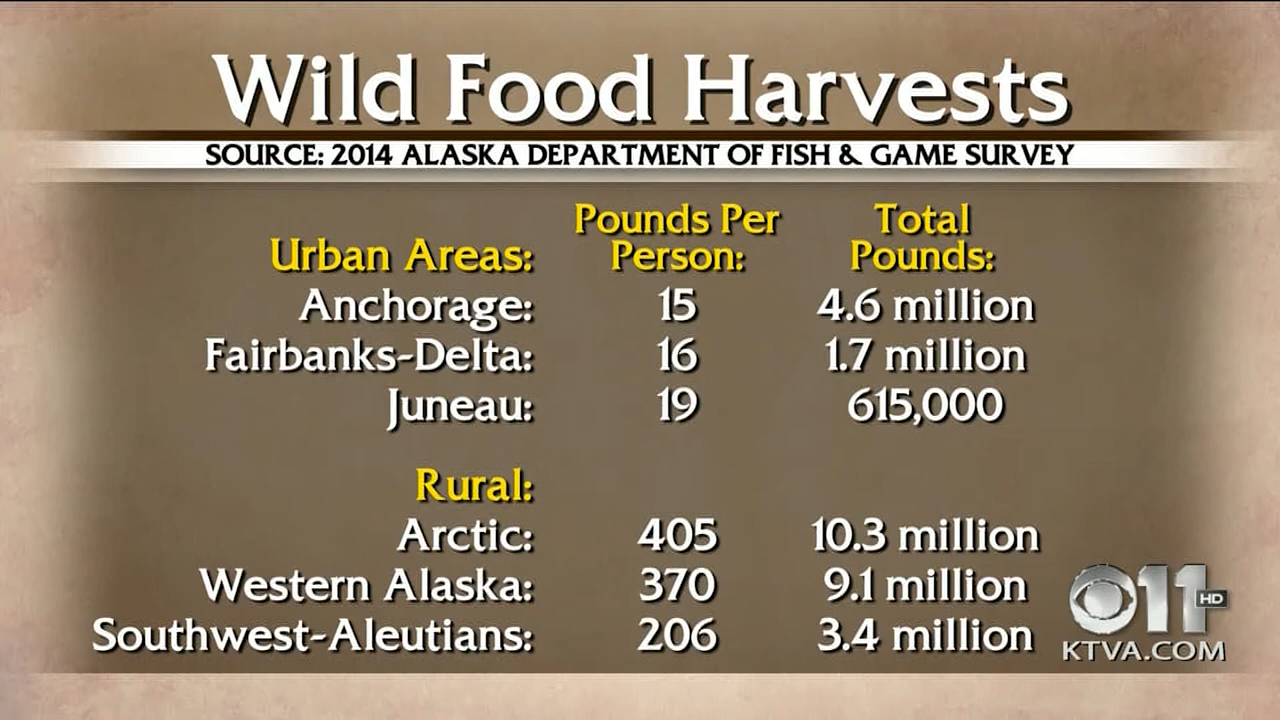 Wild Food Harvests
SOURCE: 2014 ALASKA DEPARTMENT OF FISH & GAME SURVEY
Urban Areas: Pounds Per Person: Total Pounds:
Anchorage: 15 4.6 million
Fairbanks-Delta: 16 1.7 million
Juneau: 19 615,000
Rural:
Arctic: 405 10.3 million
Western Alaska: 370 9.1 million
Southwest-Aleutians: 206 3.4 million
11 HD
KTVA.COM